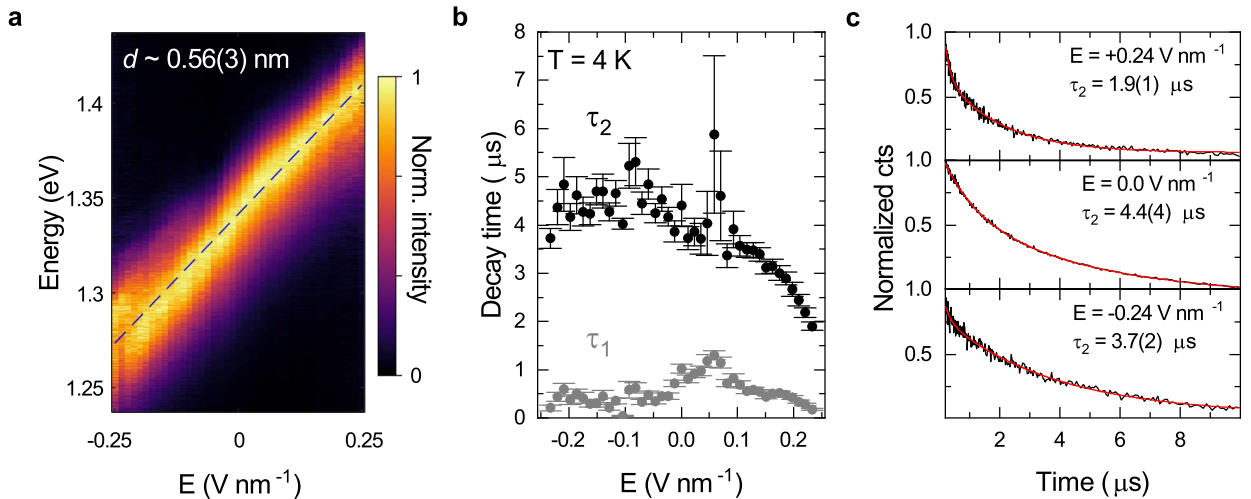 a
d ~ 0.56(3) nm
1.4
1.35
1.3
1.25
Energy (eV)
-0.25
0
0.25
E (V nm⁻¹)
1
0
Norm. intensity
b
T = 4 K
τ₂
τ₁
8
7
6
5
4
3
2
1
0
Decay time (μs)
-0.2
-0.1
0.0
0.1
0.2
E (V nm⁻¹)
c
E = +0.24 V nm⁻¹
τ₂ = 1.9(1) μs
E = 0.0 V nm⁻¹
τ₂ = 4.4(4) μs
E = -0.24 V nm⁻¹
τ₂ = 3.7(2) μs
1.0
0.5
1.0
0.5
1.0
0.5
Normalized cts
2
4
6
8
Time (μs)